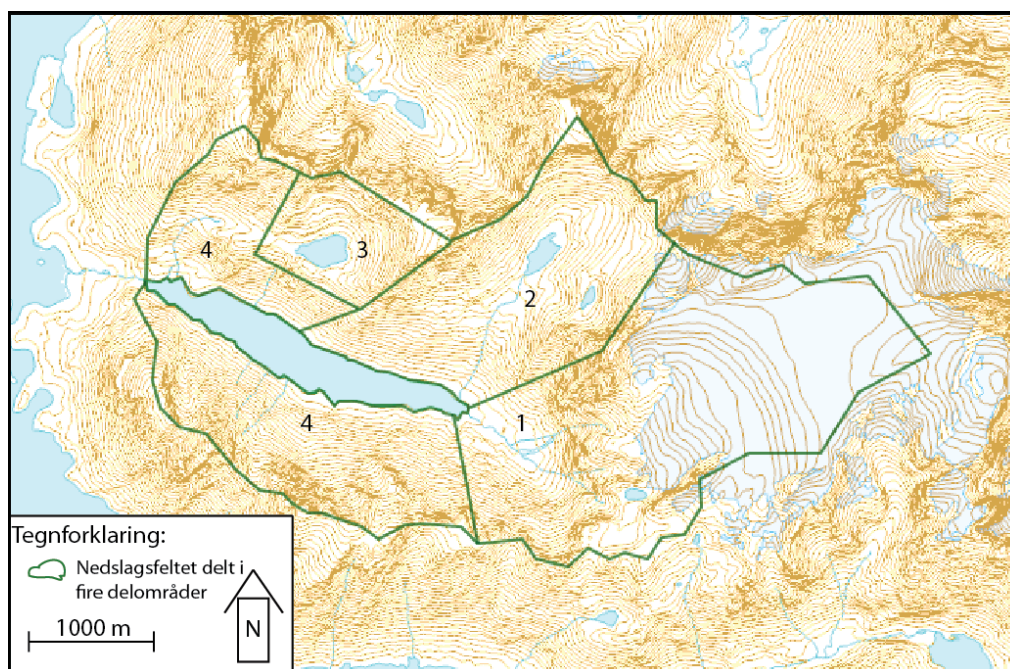 4
3
2
1
4
Tegnforklaring:
Nedslagsfeltet delt i
fire delområder
1000 m
N